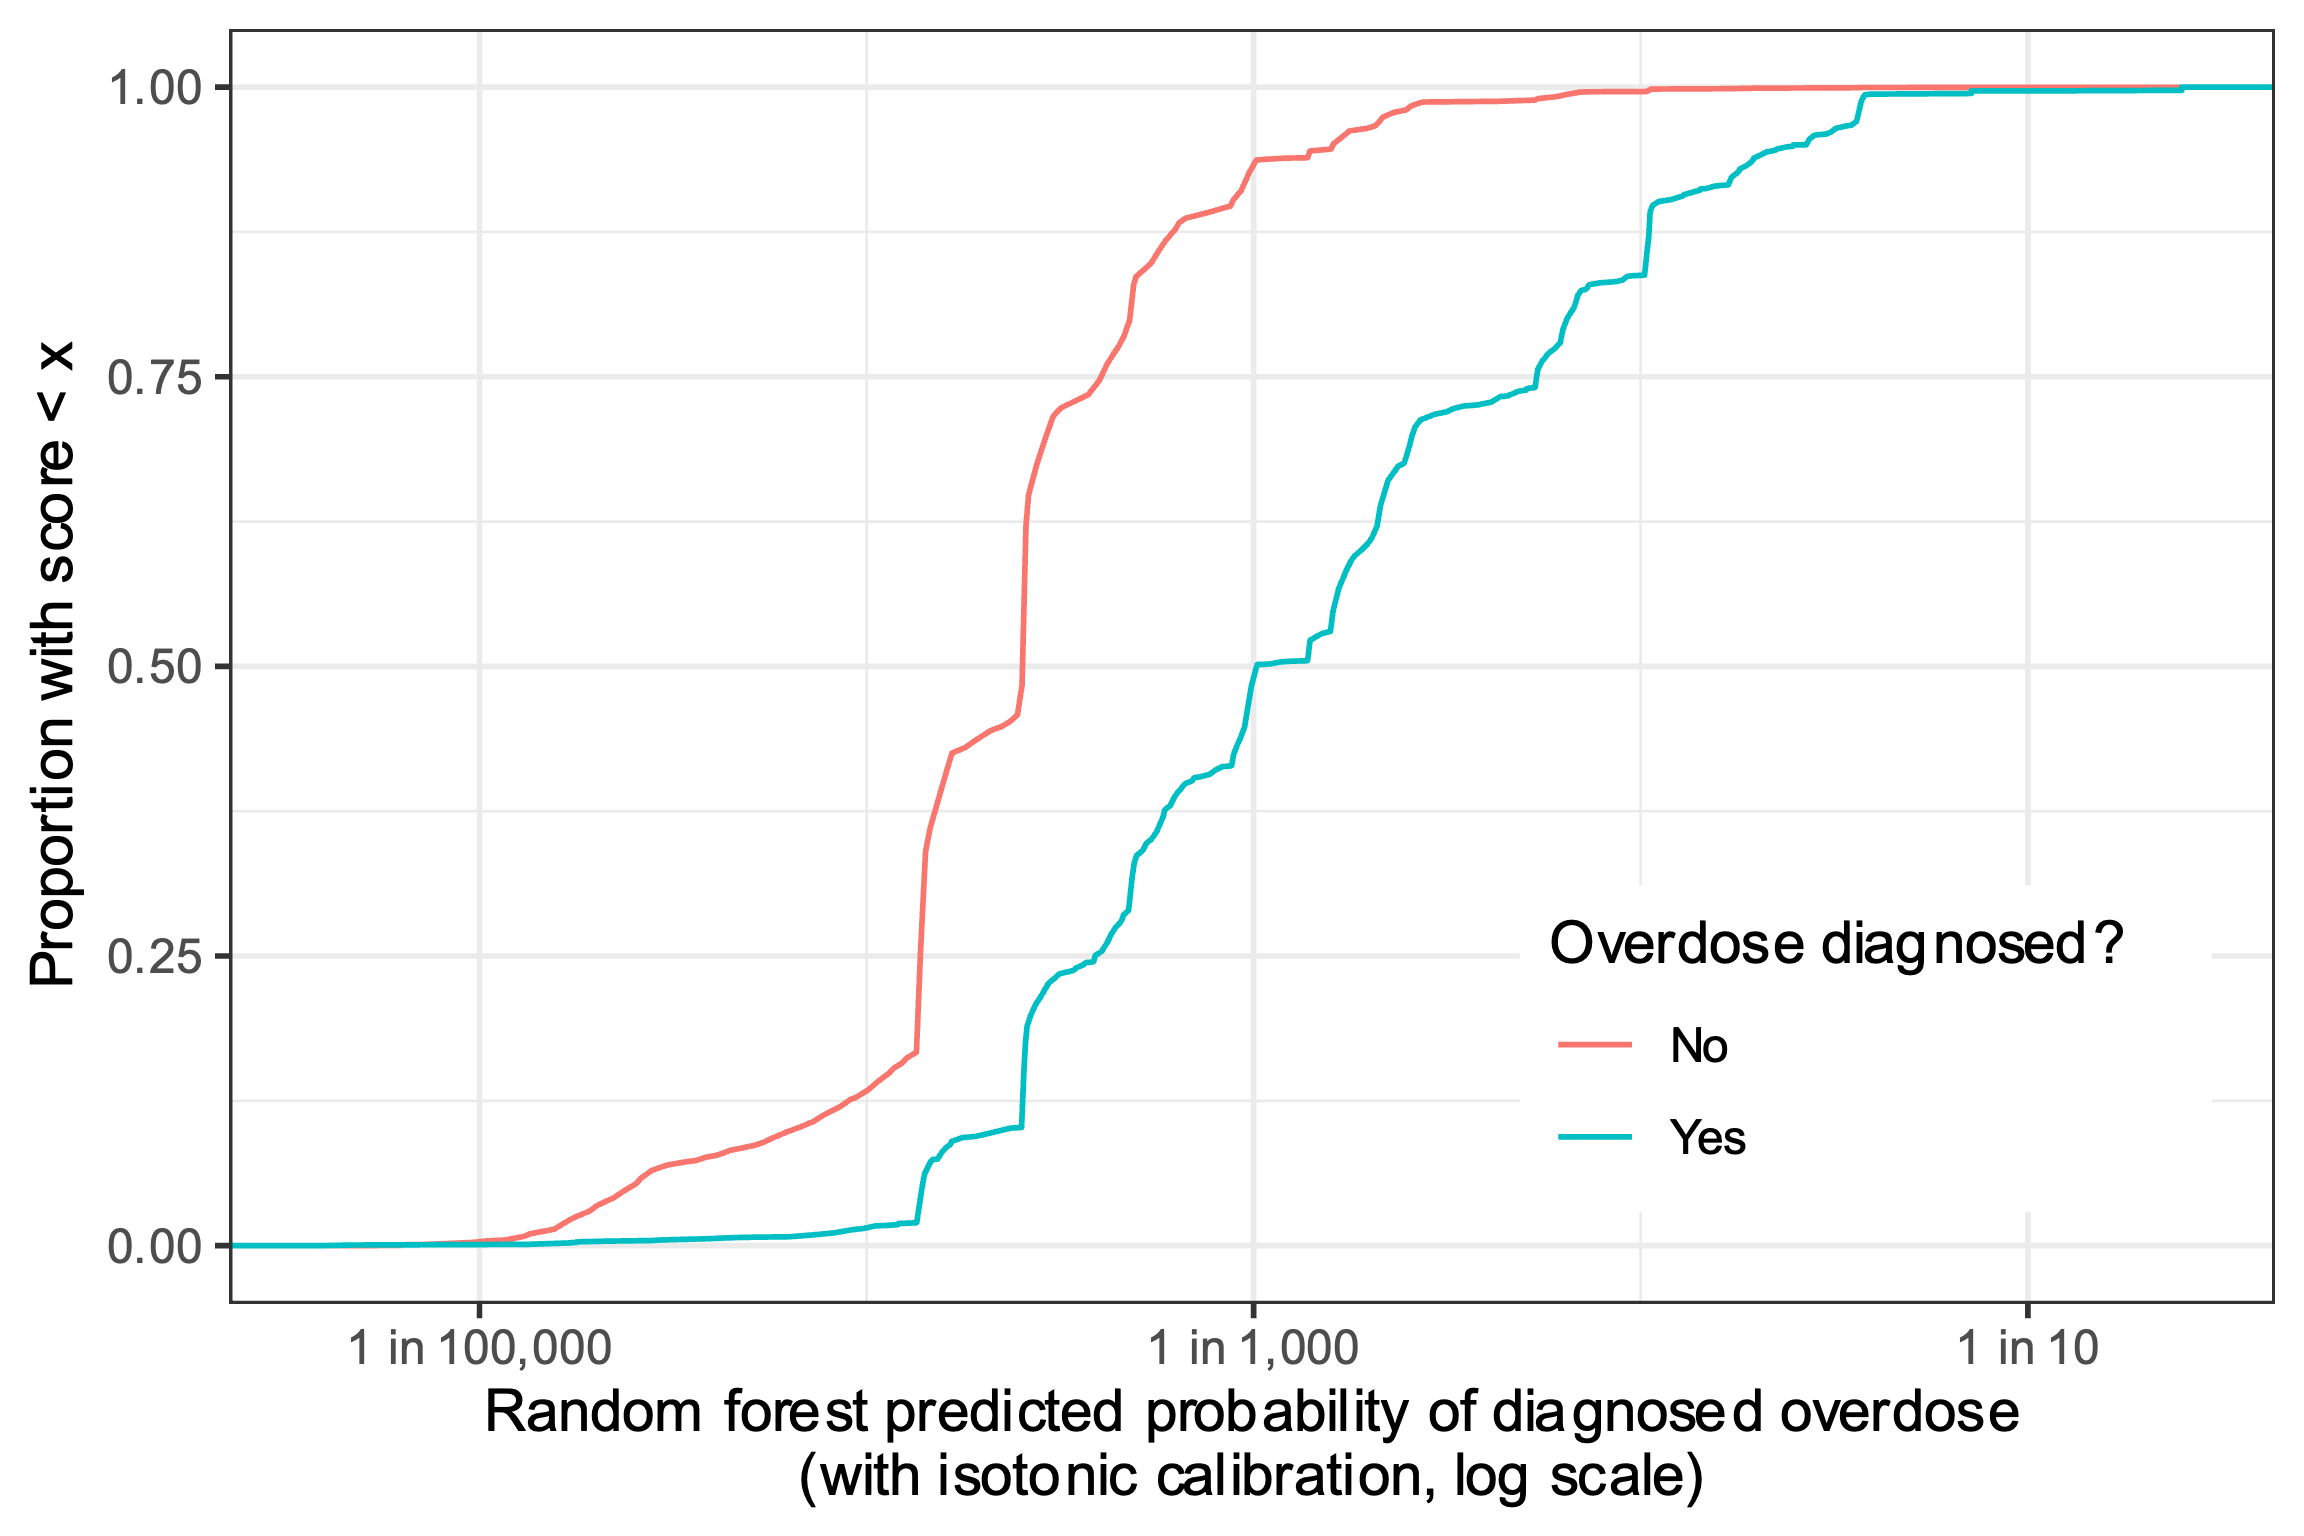 Proportion with score < x
1.00
0.75
0.50
0.25
0.00
Overdose diagnosed?
No
Yes
1 in 100,000
1 in 1,000
1 in 10
Random forest predicted probability of diagnosed overdose
(with isotonic calibration, log scale)